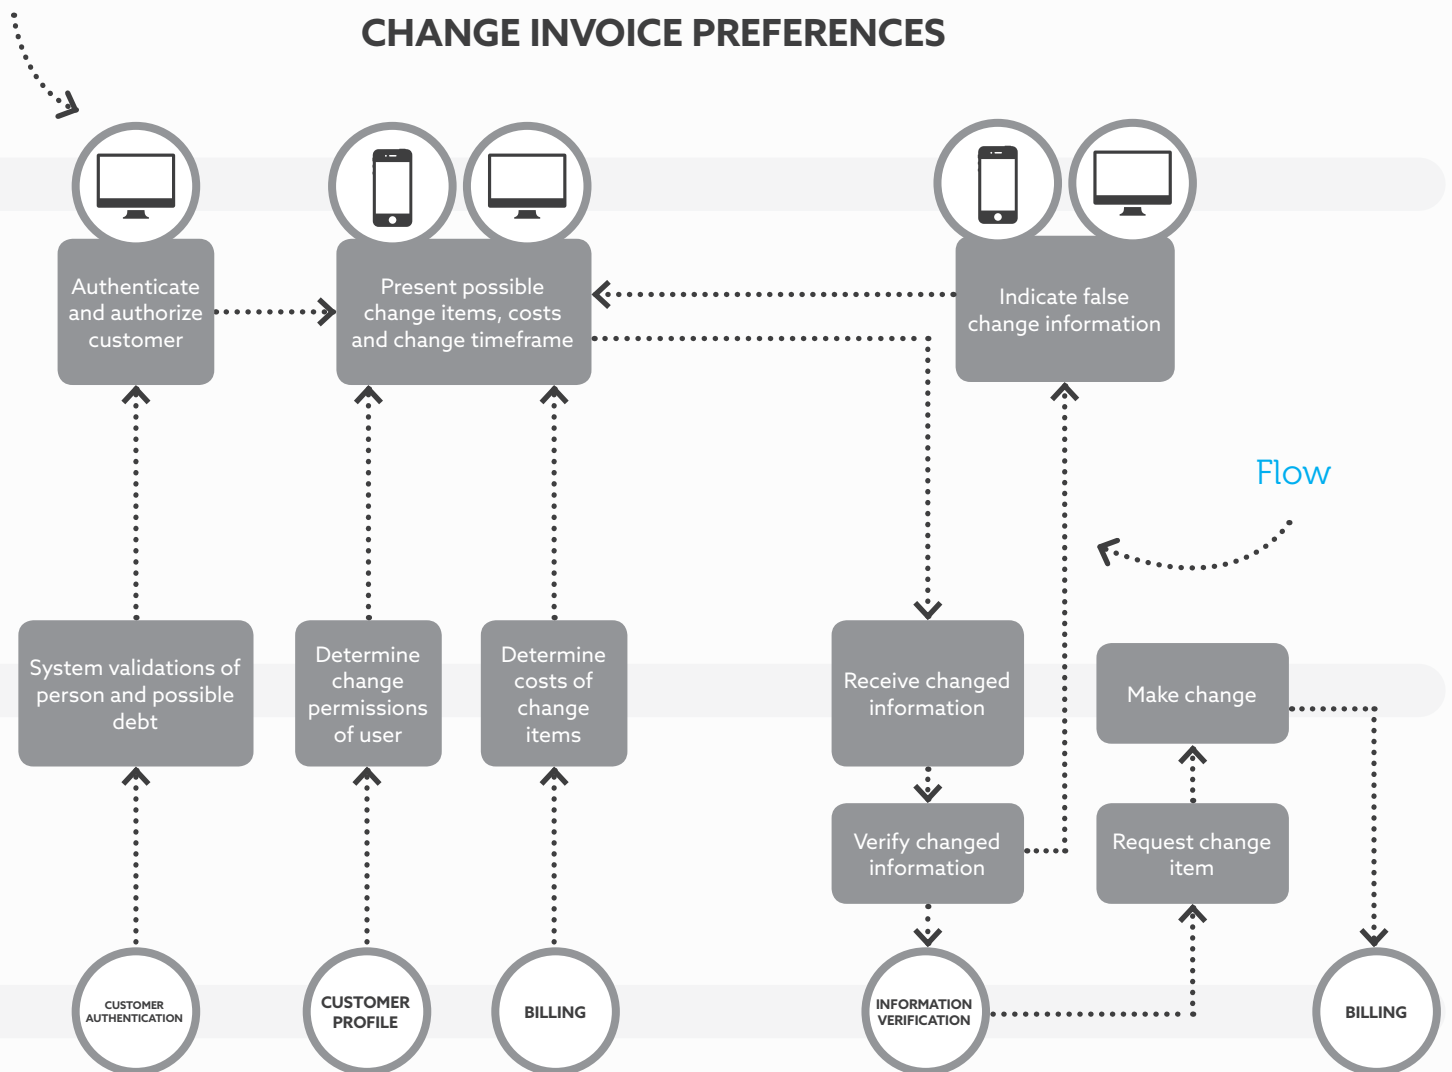 CHANGE INVOICE PREFERENCES
Authenticate
and authorize
customer
Present possible
change items, costs
and change timeframe
Indicate false
change information
Flow
System validations of
person and possible
debt
Determine
change
permissions
of user
Determine
costs of
change
items
Receive changed
information
Make change
Verify changed
information
Request change
item
CUSTOMER
AUTHENTICATION
CUSTOMER
PROFILE
BILLING
INFORMATION
VERIFICATION
BILLING